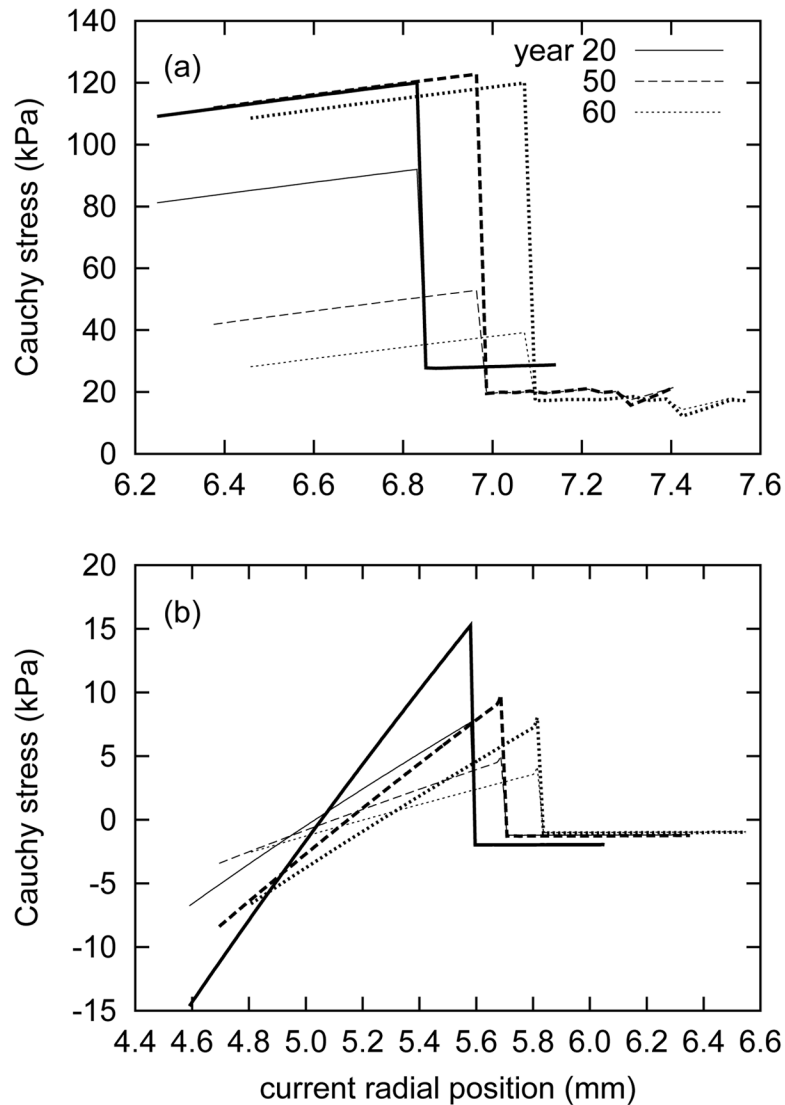 140
120
100
80
60
40
20
0
Cauchy stress (kPa)
(a)
year 20
50
60
6.2 6.4 6.6 6.8 7.0 7.2 7.4 7.6
20
15
10
5
0
-5
-10
-15
Cauchy stress (kPa)
(b)
4.4 4.6 4.8 5.0 5.2 5.4 5.6 5.8 6.0 6.2 6.4 6.6
current radial position (mm)